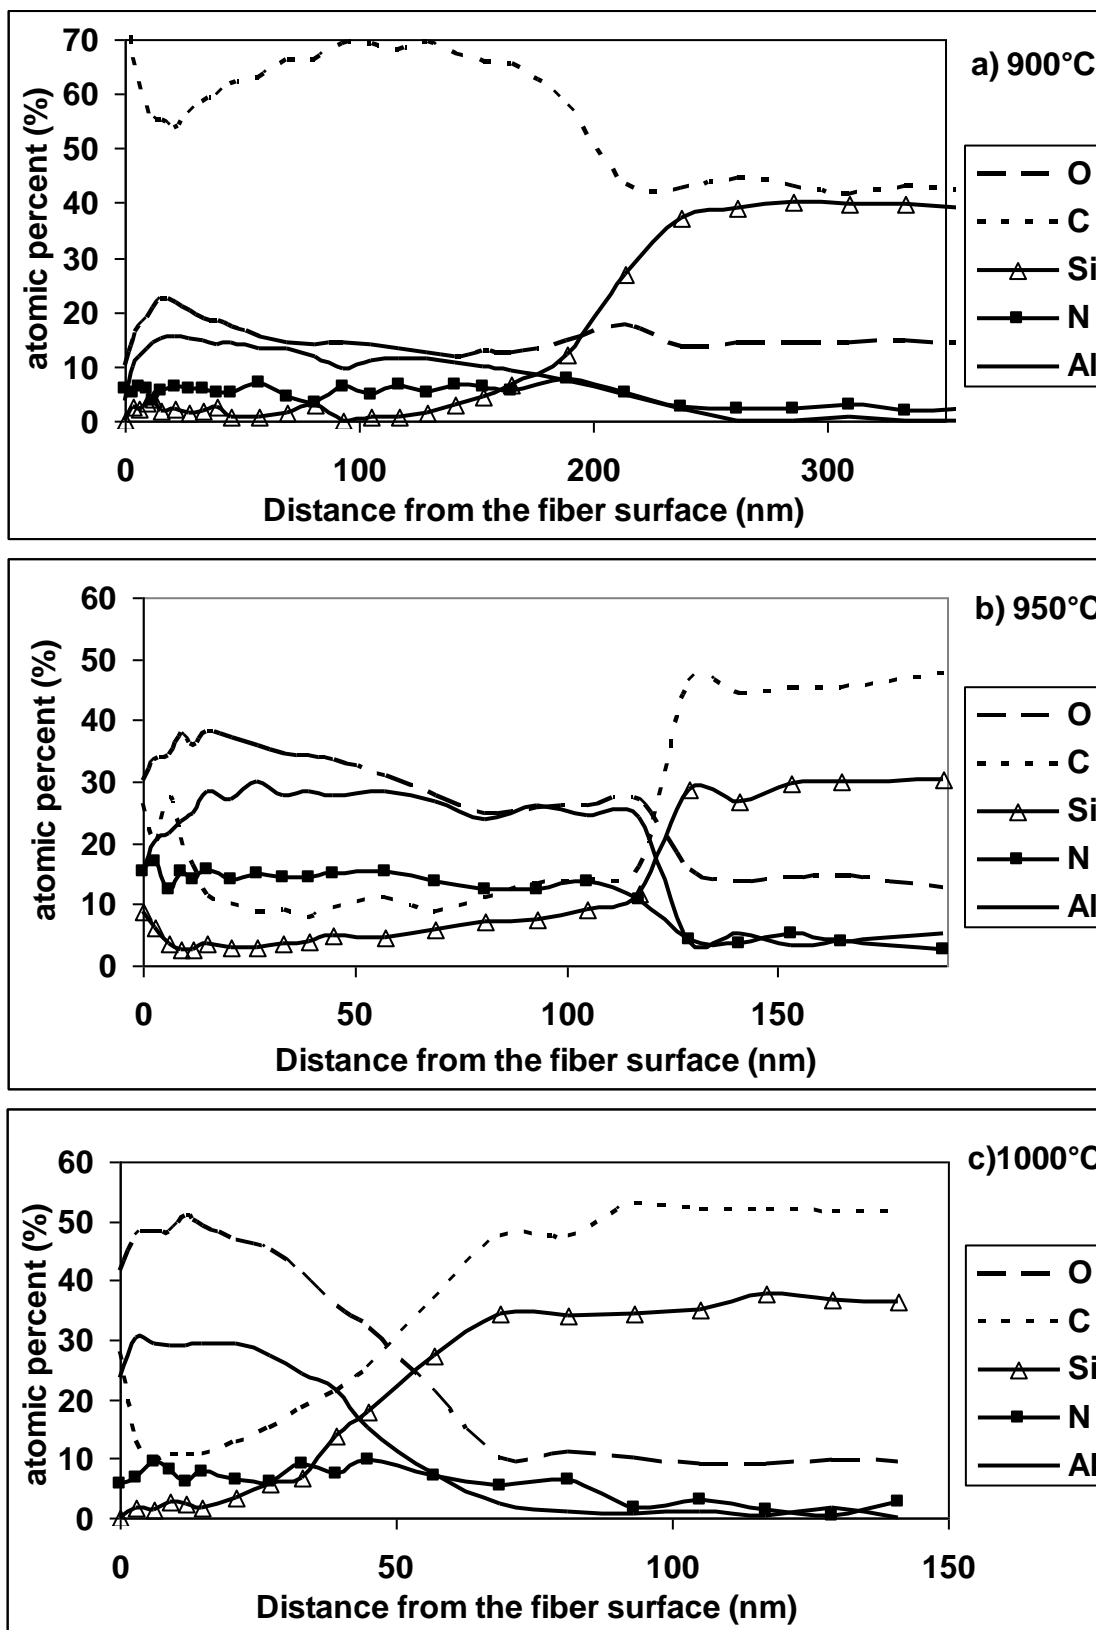 70
60
50
40
30
20
10
0
atomic percent (%)
0 100 200 300
Distance from the fiber surface (nm)
a) 900°C
O
C
Si
N
Al
60
50
40
30
20
10
0
atomic percent (%)
0 50 100 150
Distance from the fiber surface (nm)
b) 950°C
O
C
Si
N
Al
60
50
40
30
20
10
0
atomic percent (%)
0 50 100 150
Distance from the fiber surface (nm)
c)1000°C
O
C
Si
N
Al